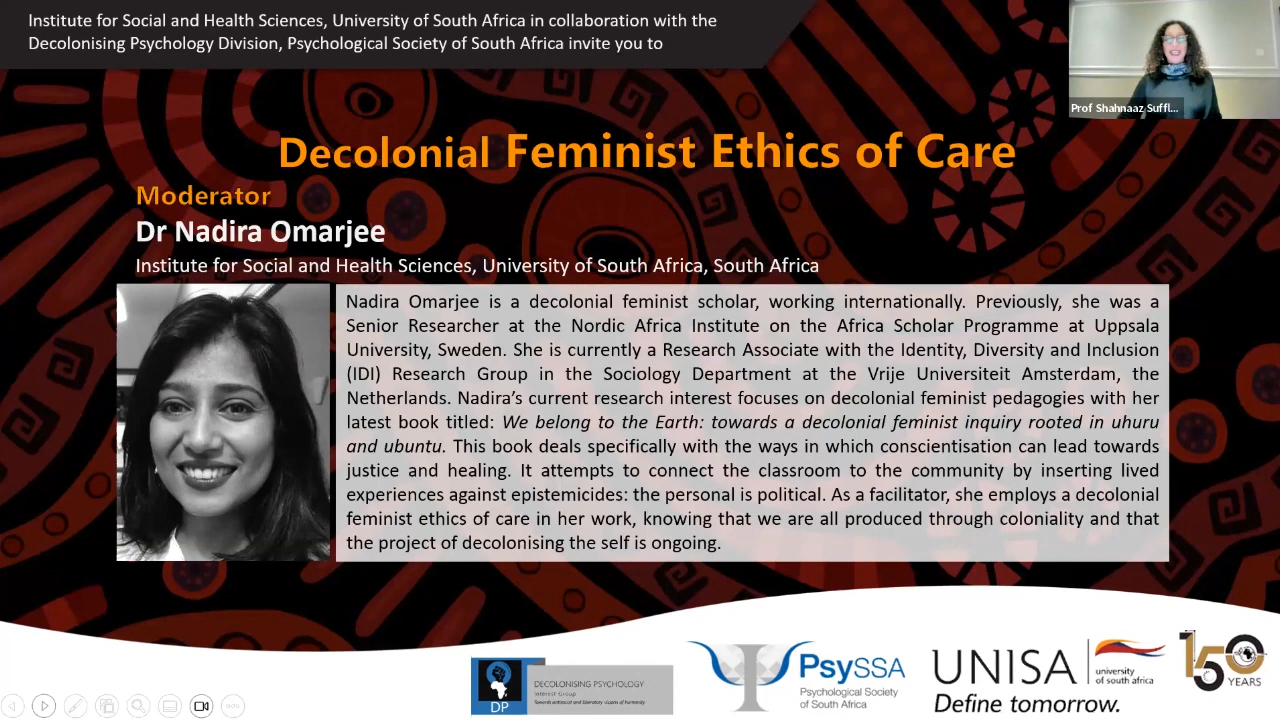 Institute for Social and Health Sciences, University of South Africa in collaboration with the
Decolonising Psychology Division, Psychological Society of South Africa invite you to
Prof Shahnaaz Suffl...
Decolonial Feminist Ethics of Care
Moderator
Dr Nadira Omarjee
Institute for Social and Health Sciences, University of South Africa, South Africa
Nadira Omarjee is a decolonial feminist scholar, working internationally. Previously, she was a
Senior Researcher at the Nordic Africa Institute on the Africa Scholar Programme at Uppsala
University, Sweden. She is currently a Research Associate with the Identity, Diversity and Inclusion
(IDI) Research Group in the Sociology Department at the Vrije Universiteit Amsterdam, the
Netherlands. Nadira’s current research interest focuses on decolonial feminist pedagogies with her
latest book titled: We belong to the Earth: towards a decolonial feminist inquiry rooted in uhuru
and ubuntu. This book deals specifically with the ways in which conscientisation can lead towards
justice and healing. It attempts to connect the classroom to the community by inserting lived
experiences against epistemicides: the personal is political. As a facilitator, she employs a decolonial
feminist ethics of care in her work, knowing that we are all produced through coloniality and that
the project of decolonising the self is ongoing.
DP
DECOLONISING PSYCHOLOGY
Interest Group
Towards antiracist and liberatory visions of humanity
PsySSA
Psychological Society
of South Africa
UNISA
university
of south africa
Define tomorrow.
150
YEARS